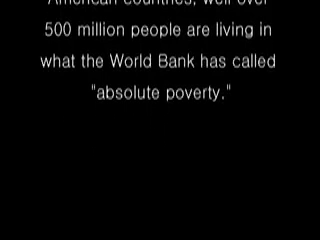 American countries, well over
500 million people are living in
what the World Bank has called
"absolute poverty."